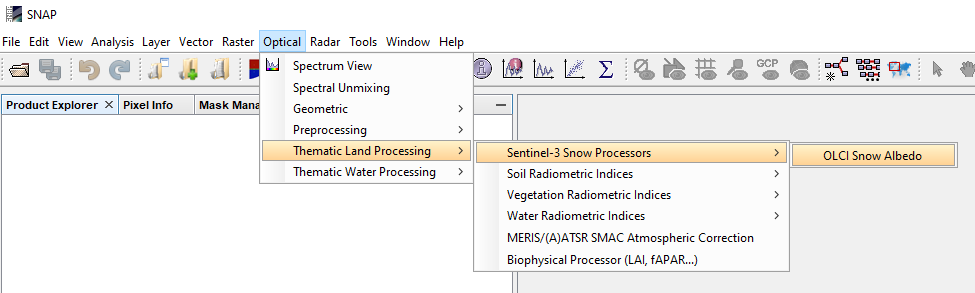 SNAP
File Edit View Analysis Layer Vector Raster Optical Radar Tools Window Help
GCP
Product Explorer Pixel Info Mask Mana
Spectrum View
Spectral Unmixing
Geometric
Preprocessing
Thematic Land Processing
Thematic Water Processing
Sentinel-3 Snow Processors
Soil Radiometric Indices
Vegetation Radiometric Indices
Water Radiometric Indices
MERIS/(A)ATSR SMAC Atmospheric Correction
Biophysical Processor (LAI, fAPAR...)
OLCI Snow Albedo